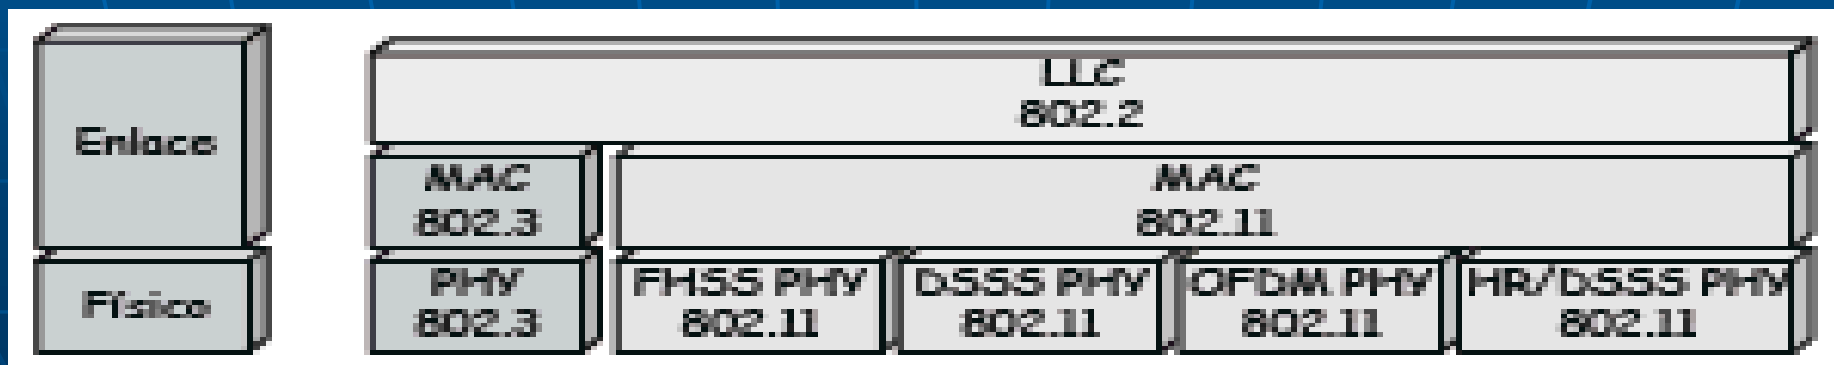 Enlace
Físico
LLC
802.2
MAC
802.3
MAC
802.11
PHY
802.3
FHSS PHY
802.11
DSSS PHY
802.11
OFDM PHY
802.11
HR/DSSS PHY
802.11